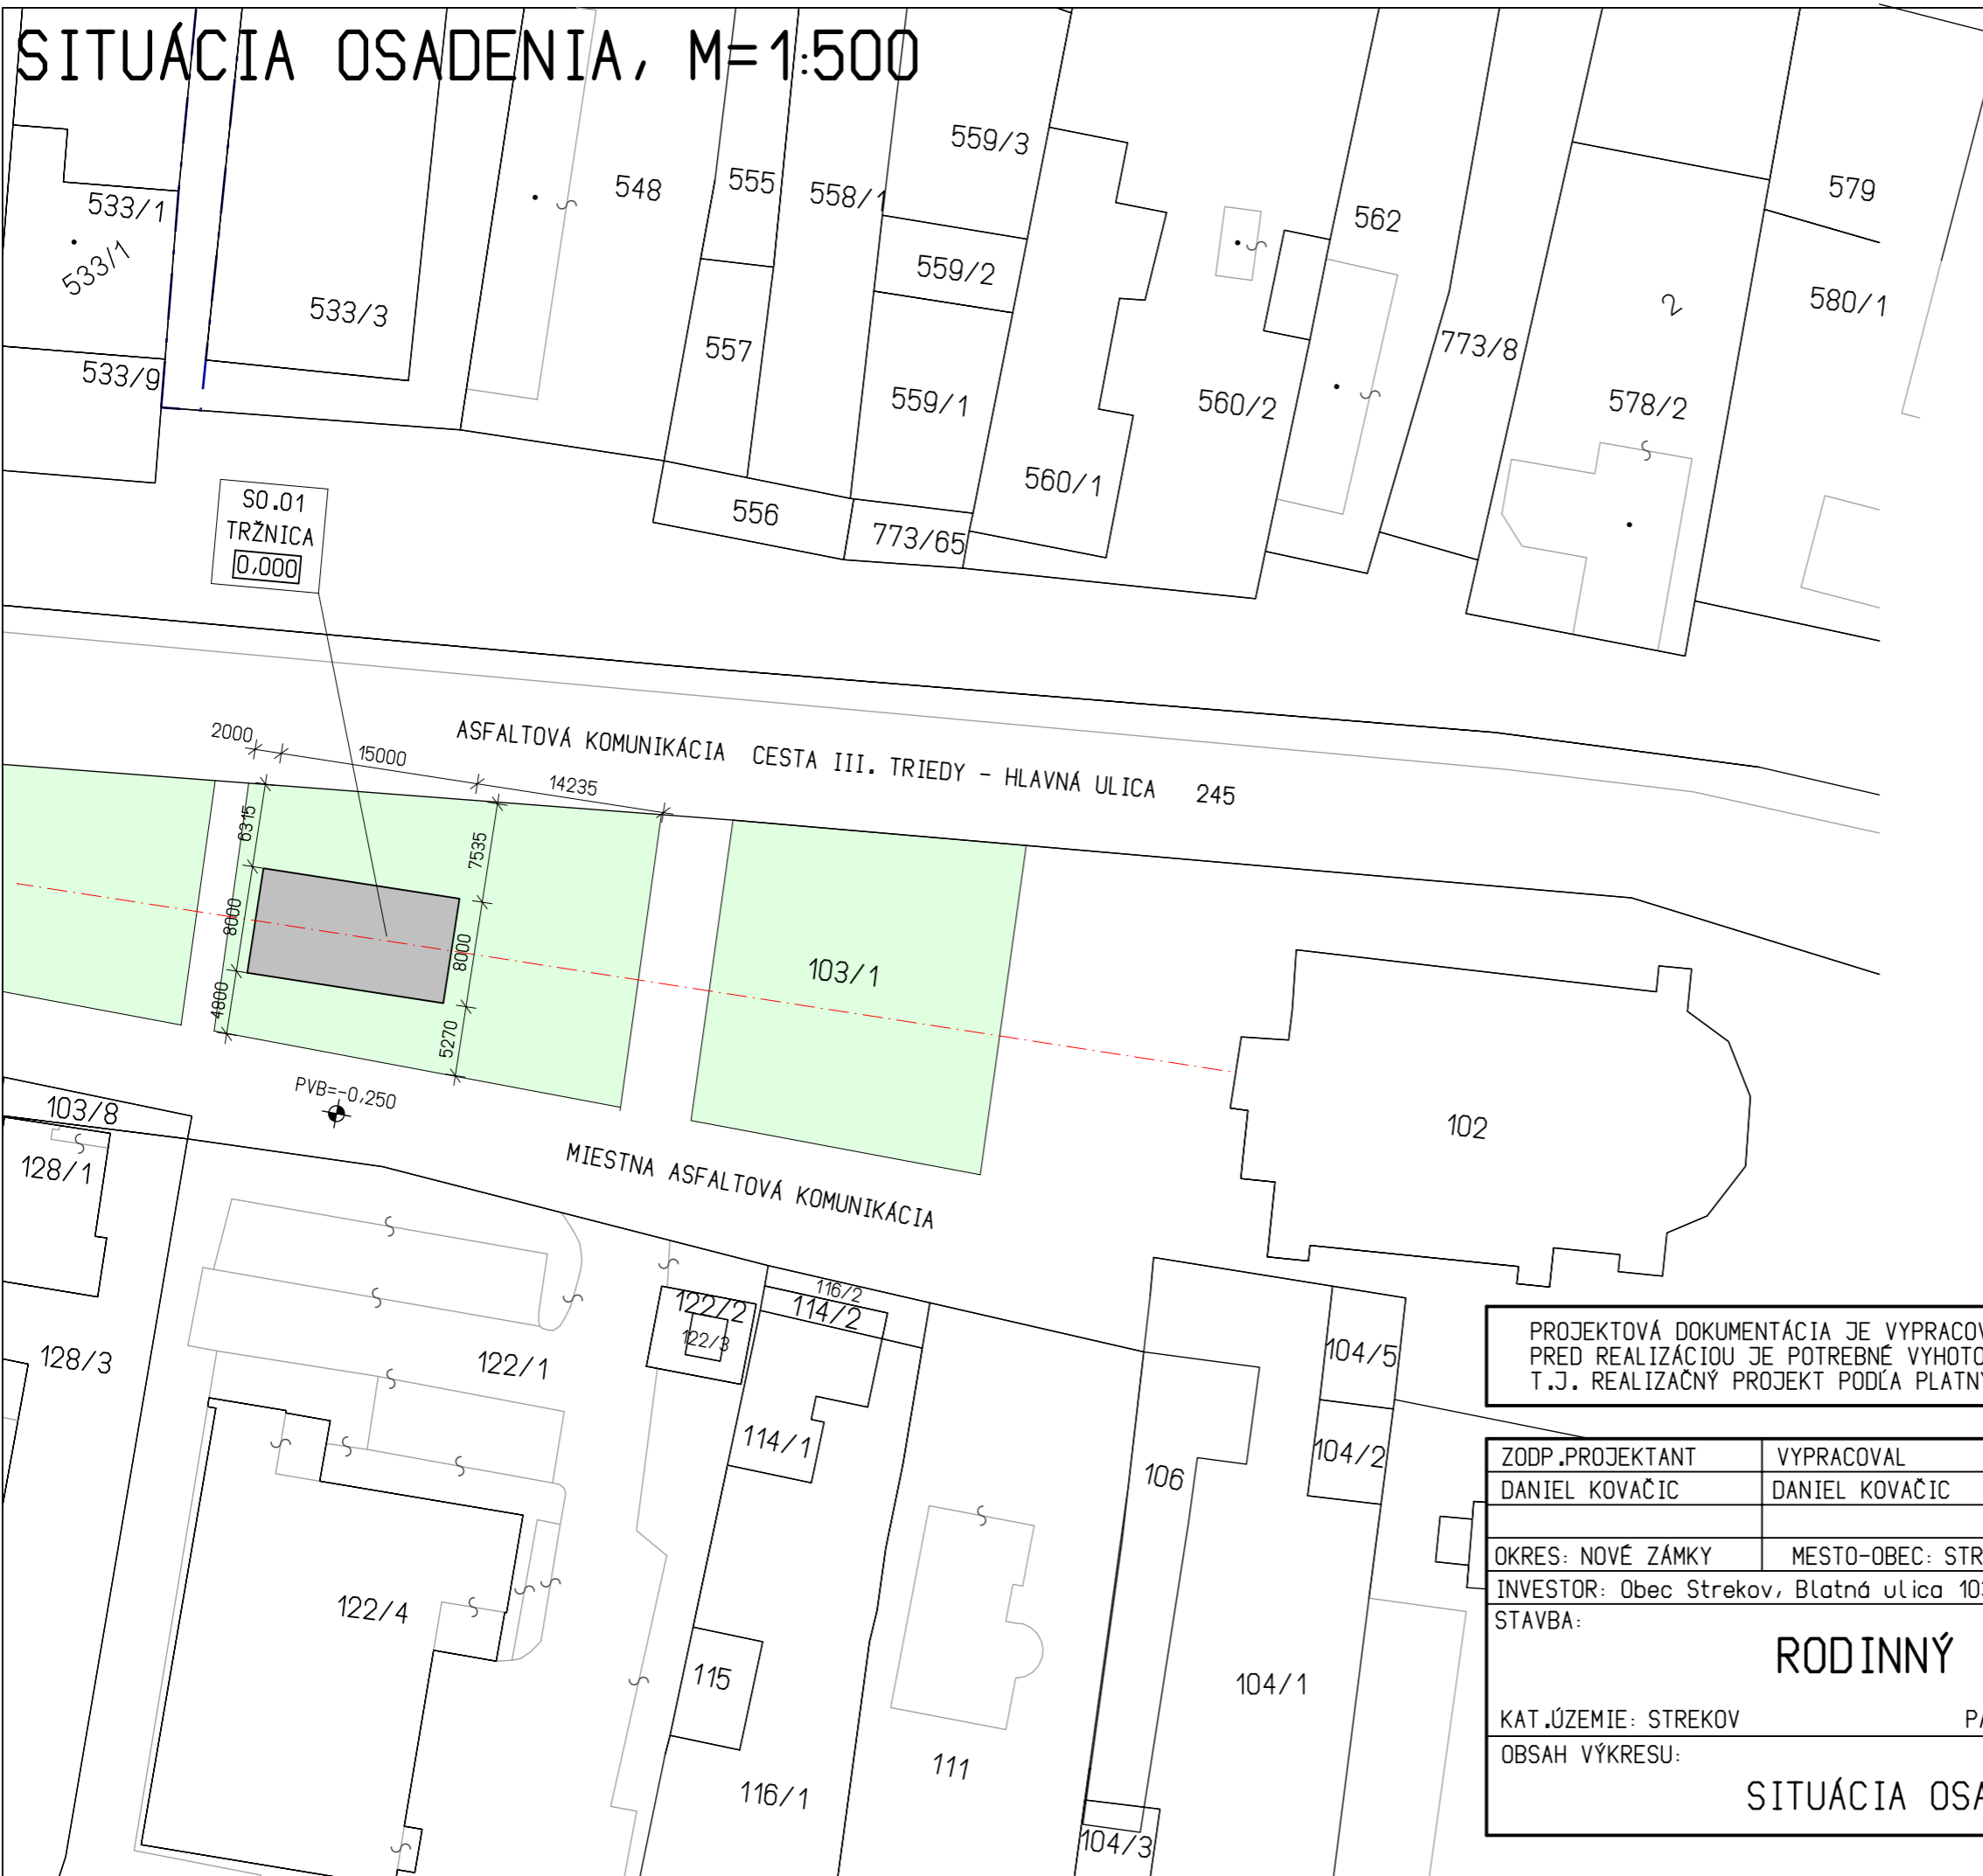 SITUÁCIA OSADENIA, M=1:500
533/1
533/1
533/3
533/9
548
555
557
558/1
559/3
559/2
559/1
556
773/65
560/1
560/2
562
773/8
2
578/2
579
580/1
SO.01
TRŽNICA
0,000
2000
15000
14235
ASFALTOVÁ KOMUNIKÁCIA CESTA III. TRIEDY - HLAVNÁ ULICA 245
6315
8000
4800
7535
8000
5270
103/1
102
PVB=-0,250
MIESTNA ASFALTOVÁ KOMUNIKÁCIA
103/8
128/1
128/3
122/1
122/2
122/3
122/4
116/2
114/2
114/1
115
116/1
111
106
104/5
104/2
104/1
104/3
PROJEKTOVÁ DOKUMENTÁCIA JE VYPRACOV
PRED REALIZÁCIOU JE POTREBNÉ VYHOTO
T.J. REALIZAČNÝ PROJEKT PODĽA PLATNÝ
ZODP.PROJEKTANT VYPRACOVAL
DANIEL KOVAČIC DANIEL KOVAČIC
OKRES: NOVÉ ZÁMKY MESTO-OBEC: STR
INVESTOR: Obec Strekov, Blatná ulica 103
STAVBA:
RODINNÝ
KAT.ÚZEMIE: STREKOV PA
OBSAH VÝKRESU:
SITUÁCIA OSA